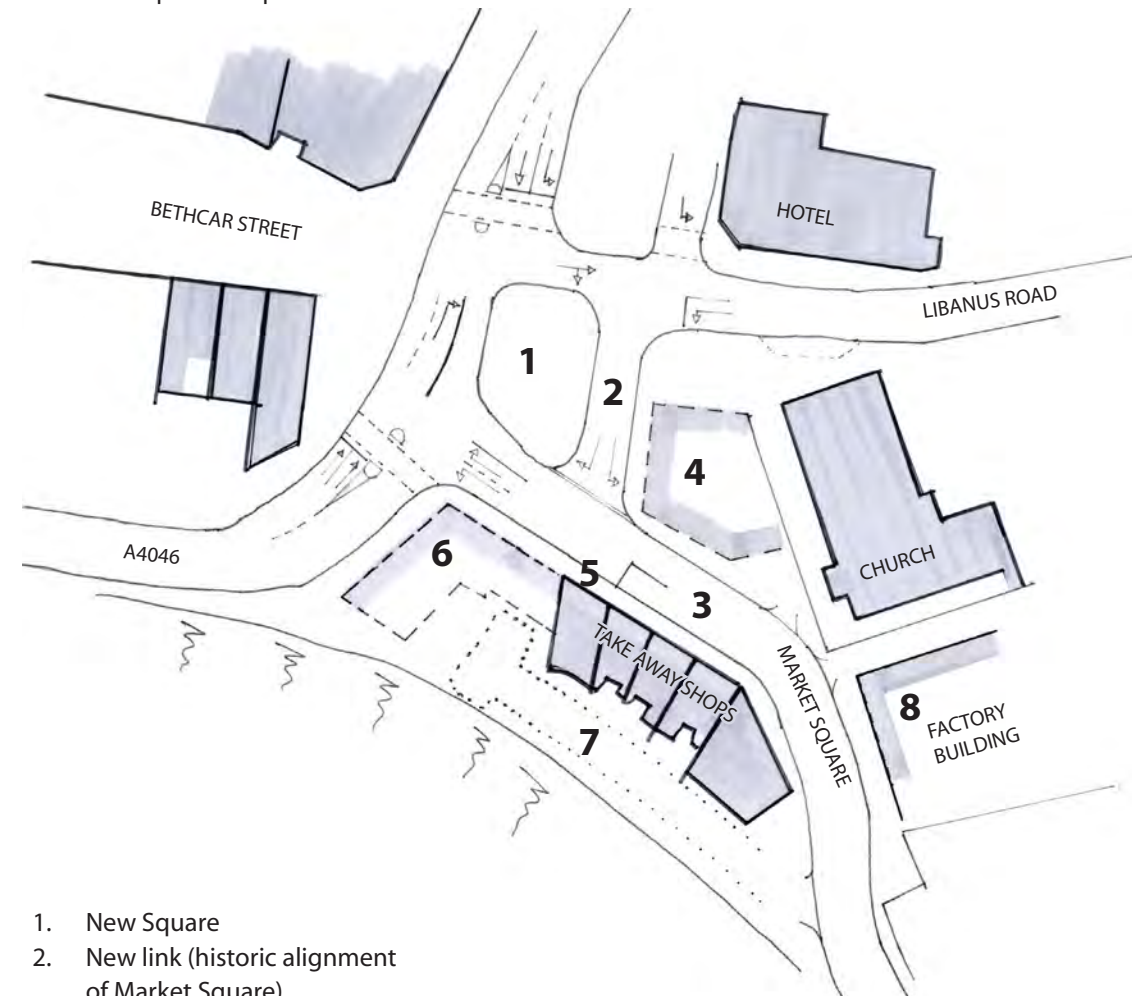 BETHCAR STREET
HOTEL
LIBANUS ROAD
1
2
4
CHURCH
A4046
6
5
3
TAKE AWAY SHOPS
MARKET SQUARE
8
FACTORY
BUILDING
7
1. New Square
2. New link (historic alignment
of Market Square)